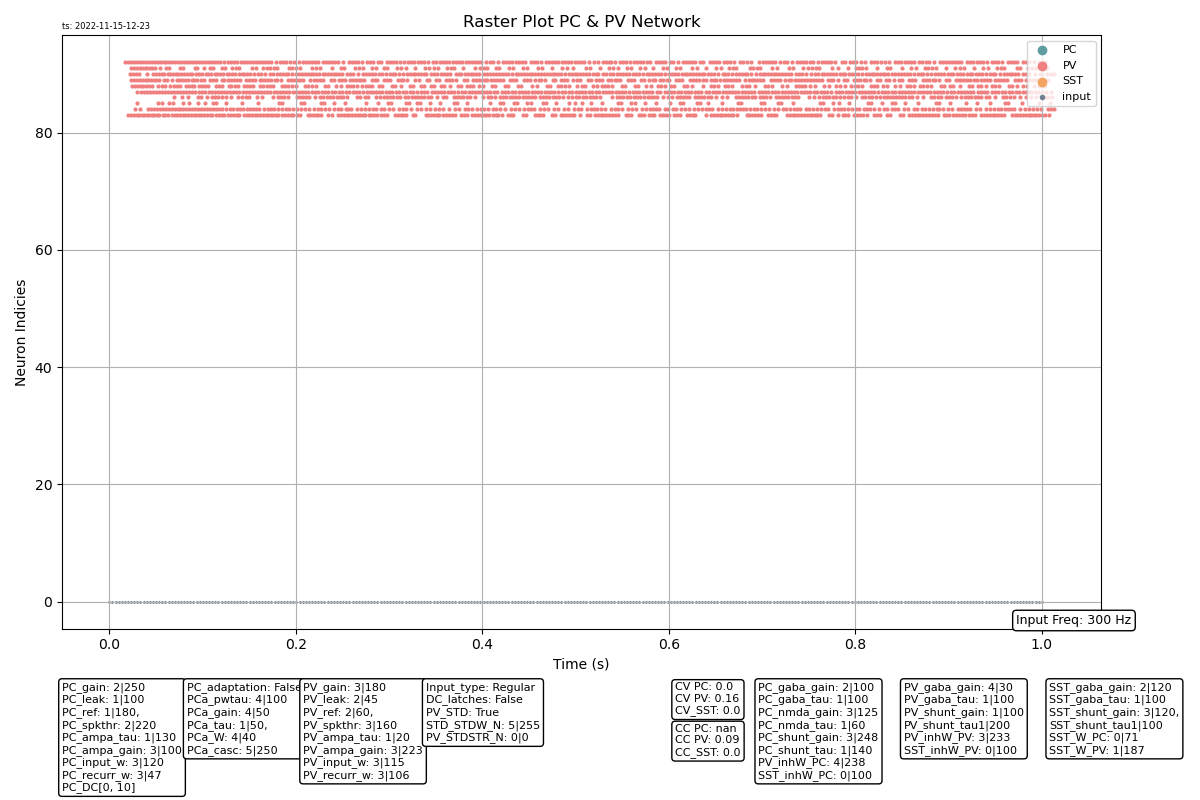 ts: 2022-11-15-12-23
Raster Plot PC & PV Network
PC
PV
SST
input
80
60
40
20
0
Neuron Indicies
0.0
0.2
0.4
0.6
0.8
1.0
Time (s)
Input Freq: 300 Hz
PC_gain: 2|250
PC_leak: 1|100
PC_ref: 1|180,
PC_spkthr: 2|220
PC_ampa_tau: 1|130
PC_ampa_gain: 3|100
PC_input_w: 3|120
PC_recurr_w: 3|47
PC_DC[0, 10]
PC_adaptation: False
PCa_pwtau: 4|100
PCa_gain: 4|50
PCa_tau: 1|50,
PCa_W: 4|40
PCa_casc: 5|250
PV_gain: 3|180
PV_leak: 2|45
PV_ref: 2|60,
PV_spkthr: 3|160
PV_ampa_tau: 1|20
PV_ampa_gain: 3|223
PV_input_w: 3|115
PV_recurr_w: 3|106
Input_type: Regular
DC_latches: False
PV_STD: True
STD_STDW_N: 5|255
PV_STDSTR_N: 0|0
CV PC: 0.0
CV PV: 0.16
CV_SST: 0.0
CC PC: nan
CC PV: 0.09
CC_SST: 0.0
PC_gaba_gain: 2|100
PC_gaba_tau: 1|100
PC_nmda_gain: 3|125
PC_nmda_tau: 1|60
PC_shunt_gain: 3|248
PC_shunt_tau: 1|140
PV_inhW_PC: 4|238
SST_inhW_PC: 0|100
PV_gaba_gain: 4|30
PV_gaba_tau: 1|100
PV_shunt_gain: 1|100
PV_shunt_tau1|200
PV_inhW_PV: 3|233
SST_inhW_PV: 0|100
SST_gaba_gain: 2|120
SST_gaba_tau: 1|100
SST_shunt_gain: 3|120,
SST_shunt_tau1|100
SST_W_PC: 0|71
SST_W_PV: 1|187